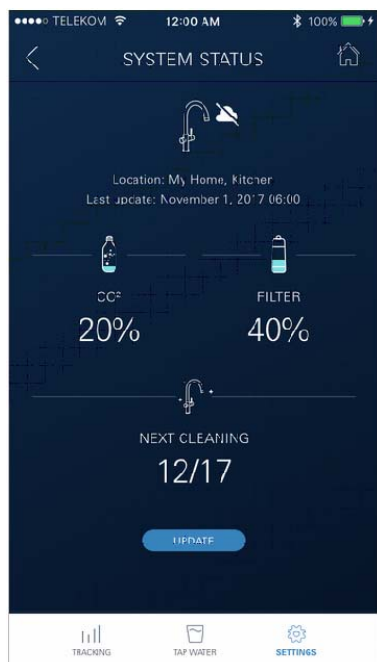 TELEKOM 12:00 AM 100%
SYSTEM STATUS
Location: My Home, Kitchen
Last update: November 1, 2017 06:00
CO² FILTER
20% 40%
NEXT CLEANING
12/17
UPDATE
TRACKING TAP WATER SETTINGS